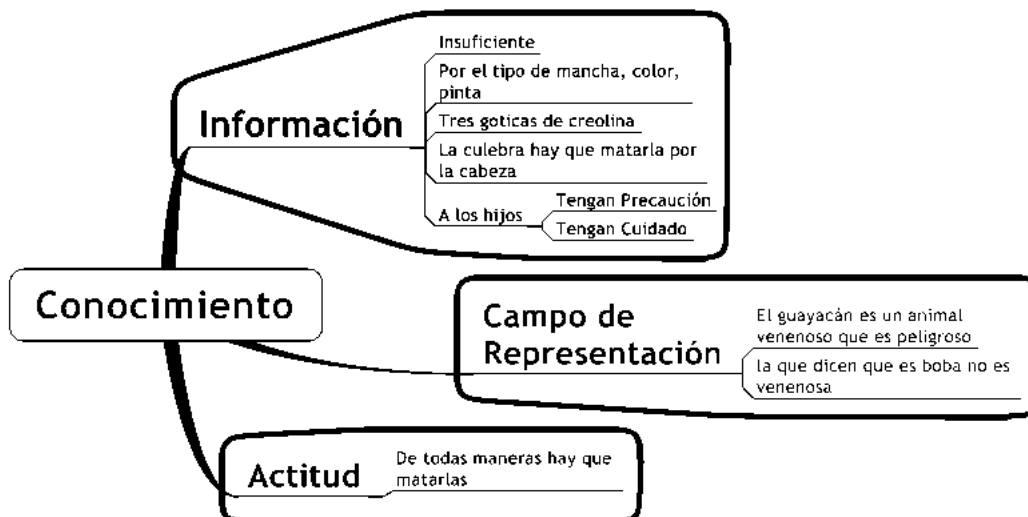 Insuficiente
Por el tipo de mancha, color,
pinta
Información
Tres goticas de creolina
La culebra hay que matarla por
la cabeza
A los hijos
Tengan Precaución
Tengan Cuidado
Conocimiento
Campo de
Representación
El guayacán es un animal
venenoso que es peligroso
la que dicen que es boba no es
venenosa
Actitud
De todas maneras hay que
matarlas